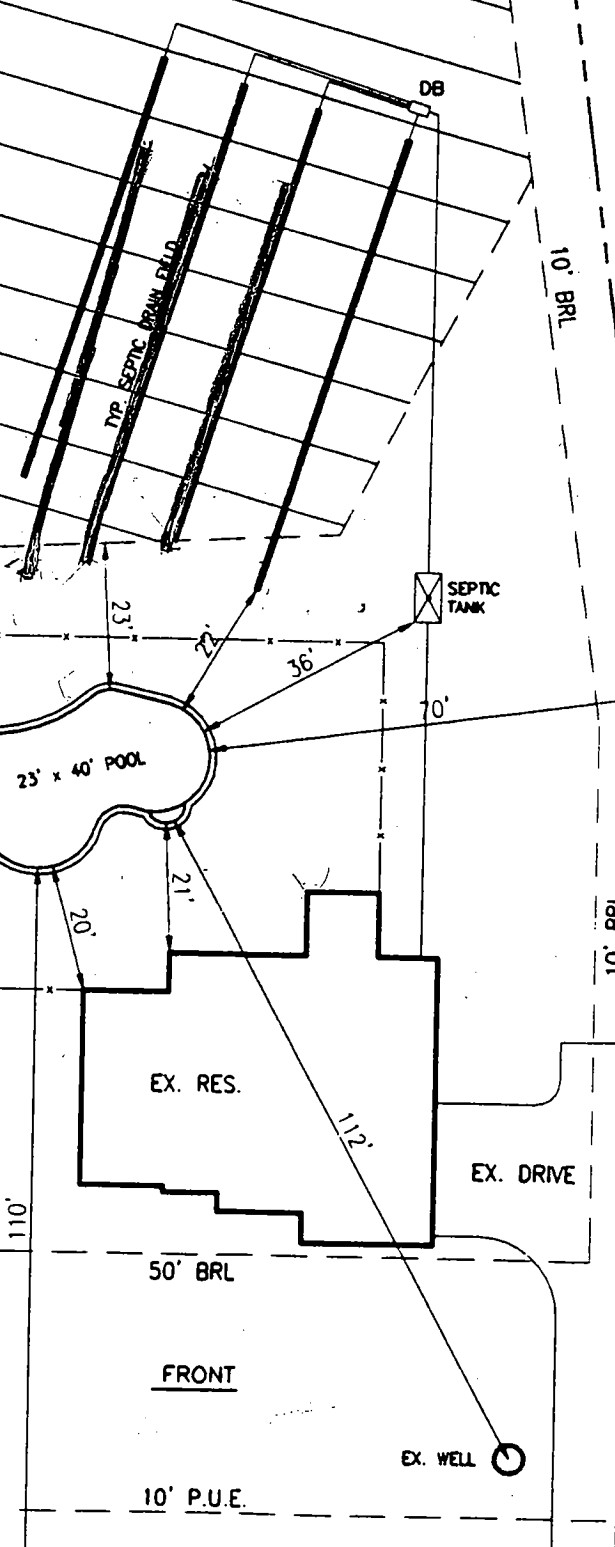 DB
10' BRL
TYP. SEPTIC DRAIN FIELD
SEPTIC
TANK
23'
22'
36'
70'
23' x 40' POOL
21'
20'
10' BRL
EX. RES.
112'
EX. DRIVE
110'
50' BRL
FRONT
EX. WELL
10' P.U.E.